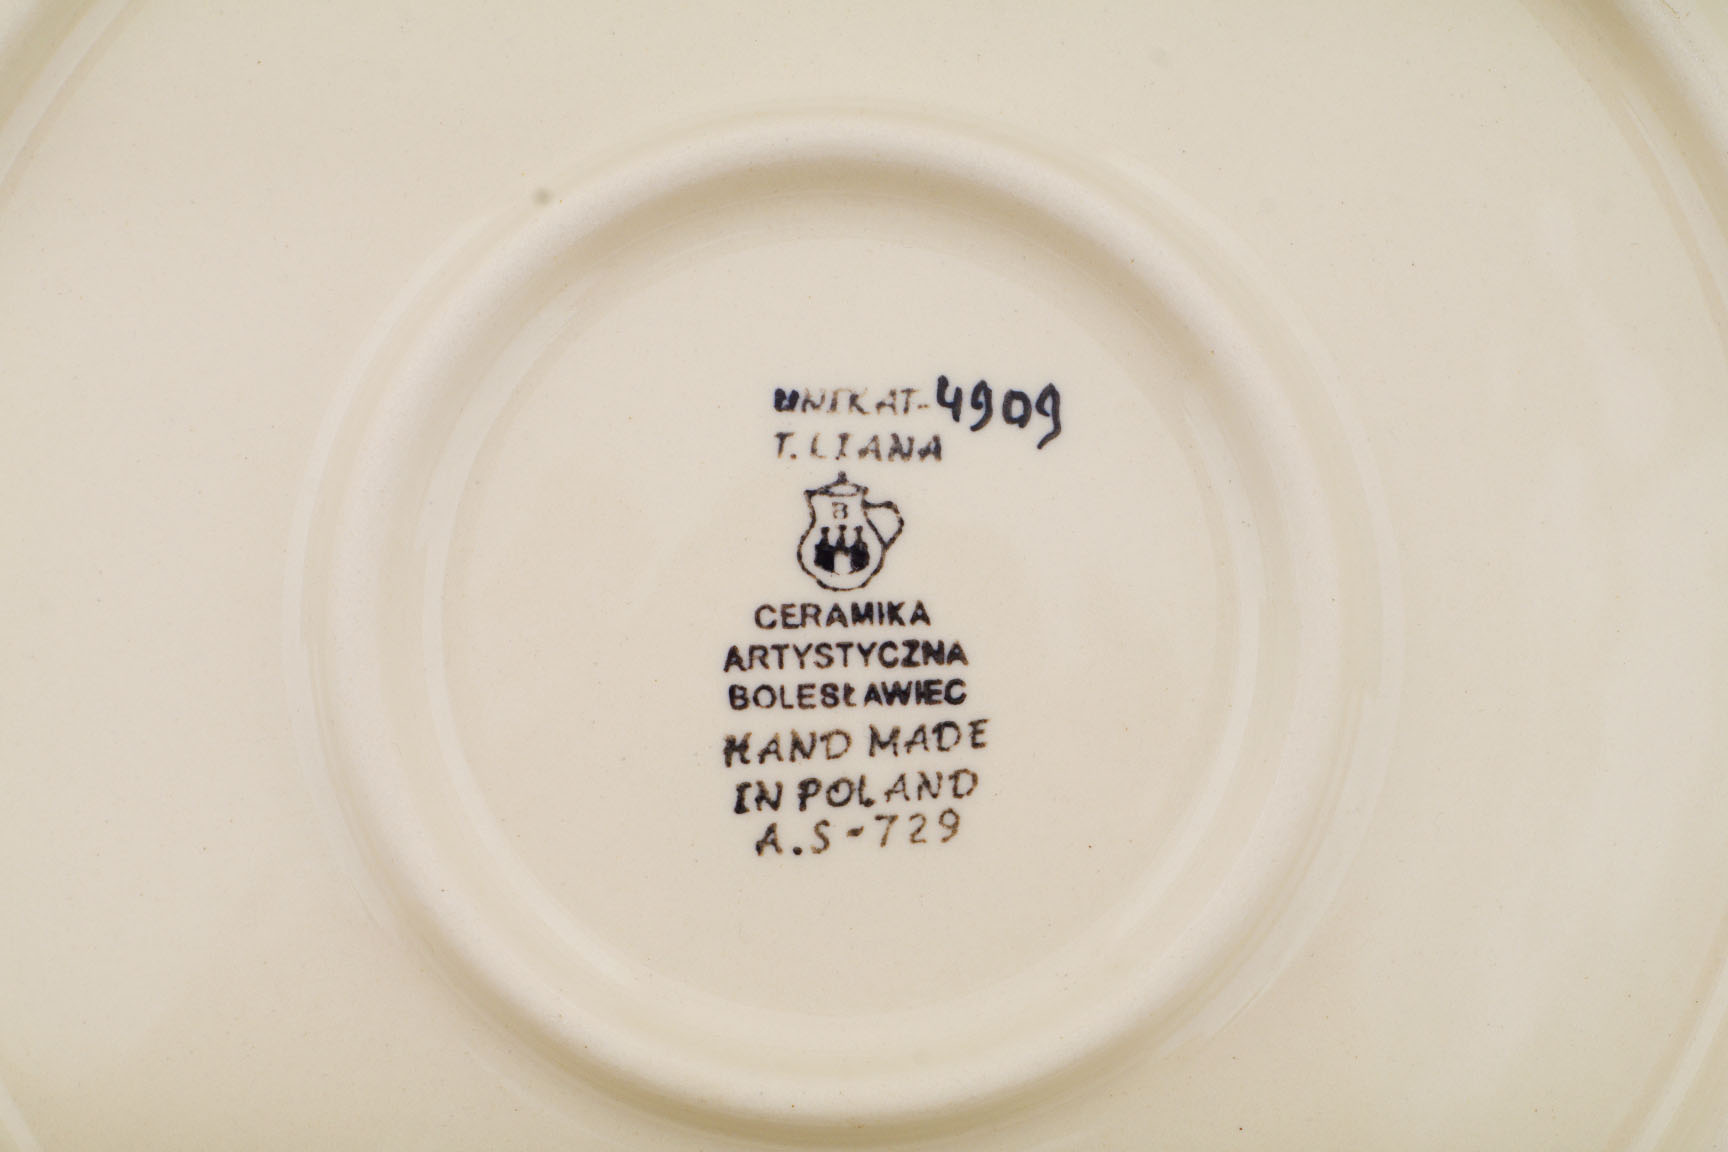 UNIKAT-4909
T. LIANA
B
CERAMIKA
ARTYSTYCZNA
BOLESŁAWIEC
HAND MADE
IN POLAND
A.S-729